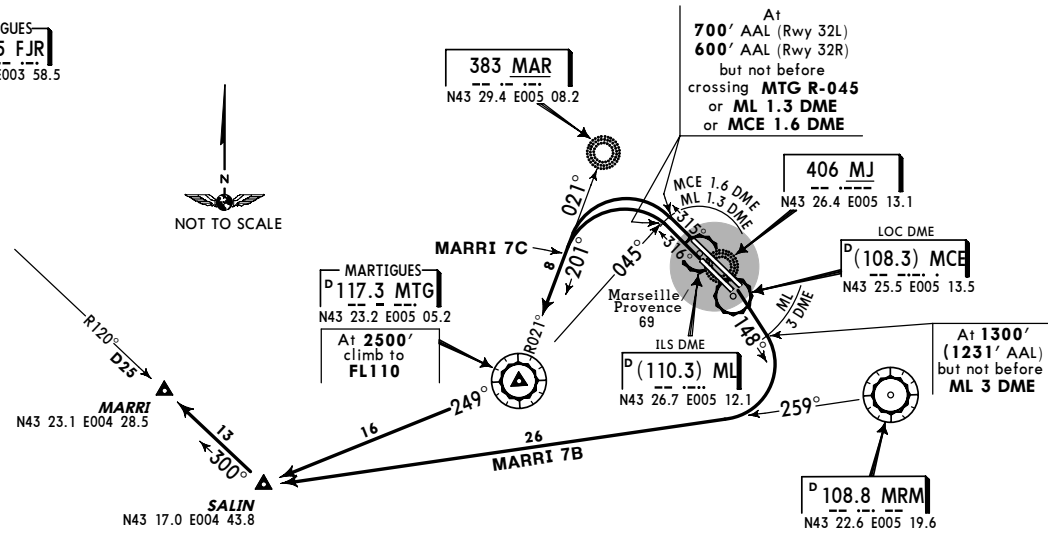 GUES
5 FJR
E003 58.5
N
NOT TO SCALE
383 MAR
N43 29.4 E005 08.2
At
700' AAL (Rwy 32L)
600' AAL (Rwy 32R)
but not before
crossing MTG R-045
or ML 1.3 DME
or MCE 1.6 DME
406 MJ
N43 26.4 E005 13.1
MCE 1.6 DME
ML 1.3 DME
315°
316°
021°
201°
8
045°
MARRI 7C
LOC DME
D (108.3) MCE
N43 25.5 E005 13.5
MARTIGUES
D 117.3 MTG
N43 23.2 E005 05.2
At 2500'
climb to
FL110
R021°
Marseille/
Provence
69
ILS DME
D (110.3) ML
N43 26.7 E005 12.1
148°
ML
3 DME
At 1300'
(1231' AAL)
but not before
ML 3 DME
R120°
D25
MARRI
N43 23.1 E004 28.5
249°
16
259°
13
300°
26
MARRI 7B
SALIN
N43 17.0 E004 43.8
D 108.8 MRM
N43 22.6 E005 19.6